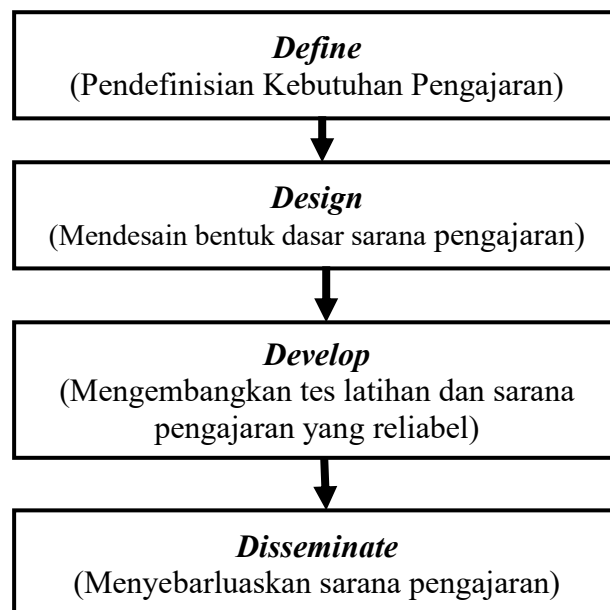 Define
(Pendefinisian Kebutuhan Pengajaran)
Design
(Mendesain bentuk dasar sarana pengajaran)
Develop
(Mengembangkan tes latihan dan sarana
pengajaran yang reliabel)
Disseminate
(Menyebarluaskan sarana pengajaran)